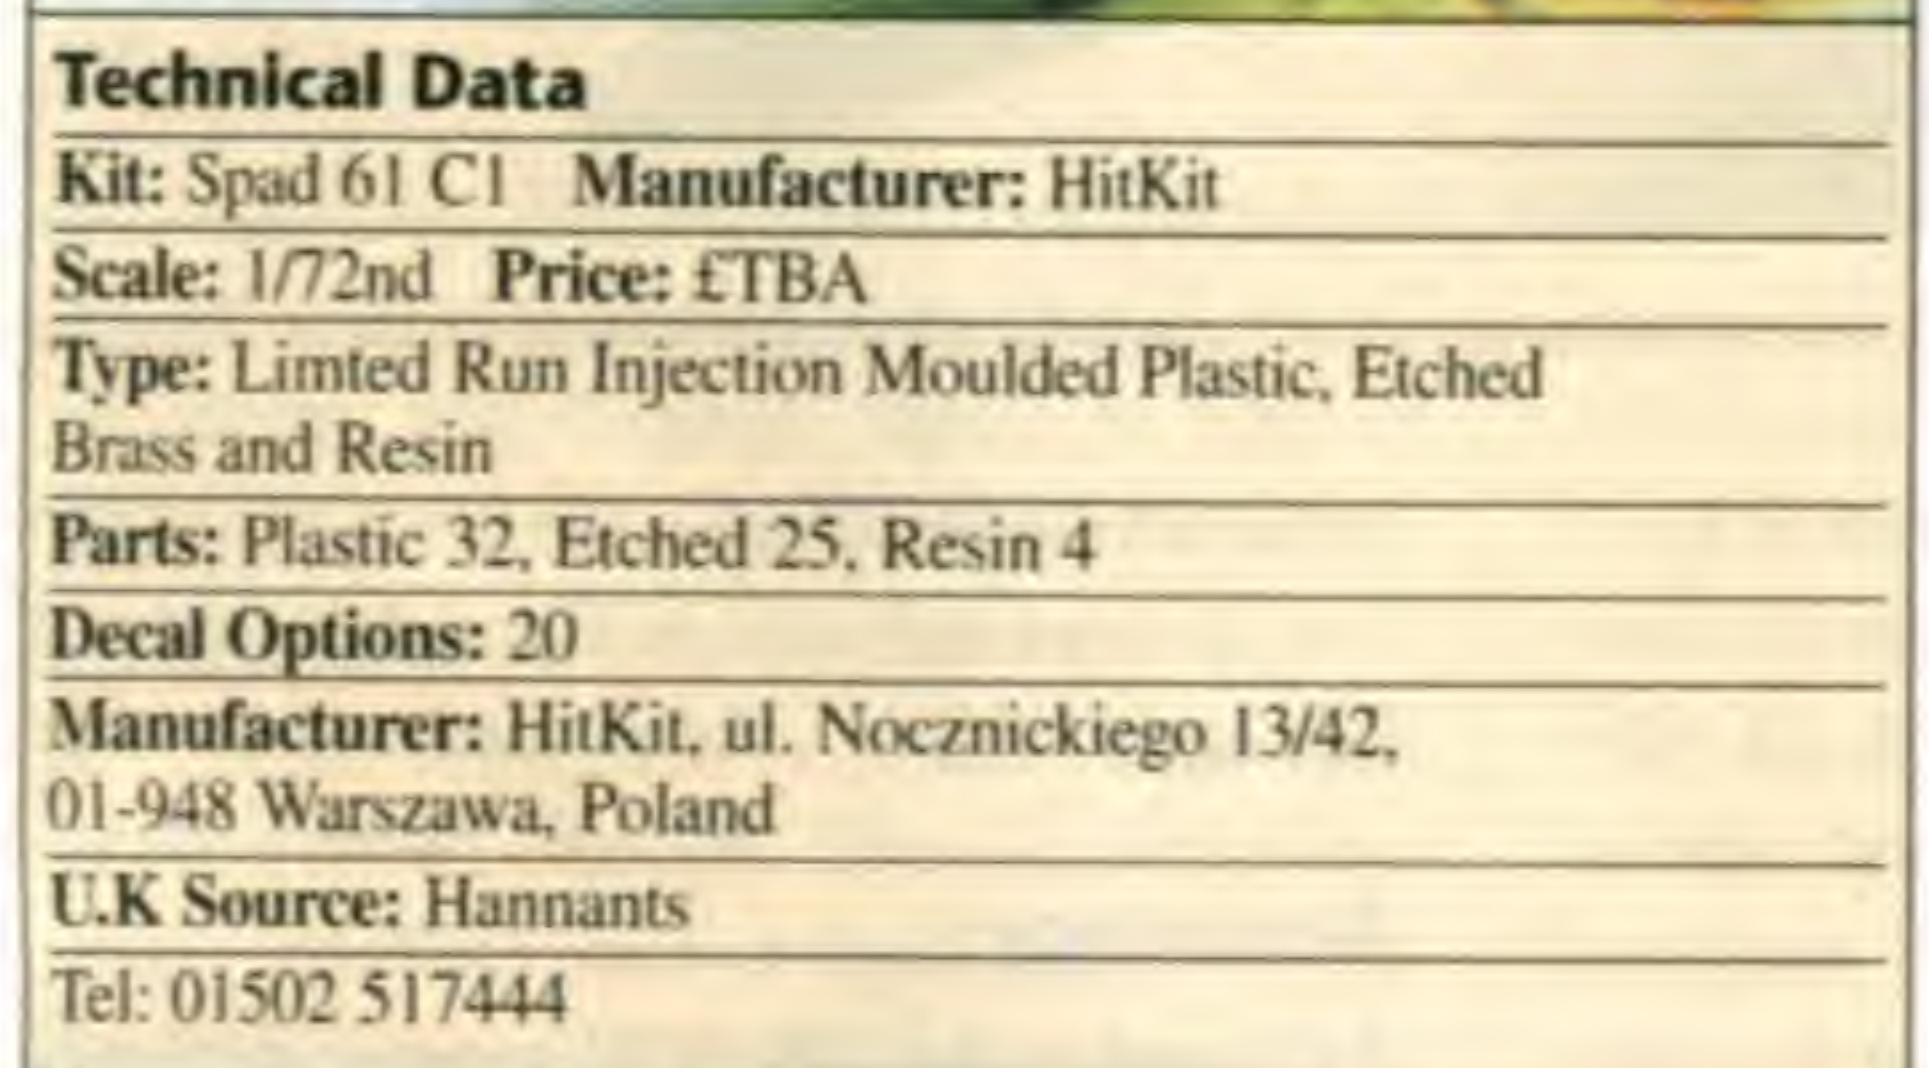 Technical Data
Kit: Spad 61 C1 Manufacturer: HitKit
Scale: 1/72nd Price: £TBA
Type: Limted Run Injection Moulded Plastic, Etched
Brass and Resin
Parts: Plastic 32, Etched 25, Resin 4
Decal Options: 20
Manufacturer: HitKit, ul. Nocznickiego 13/42,
01-948 Warszawa, Poland
U.K Source: Hannants
Tel: 01502 517444